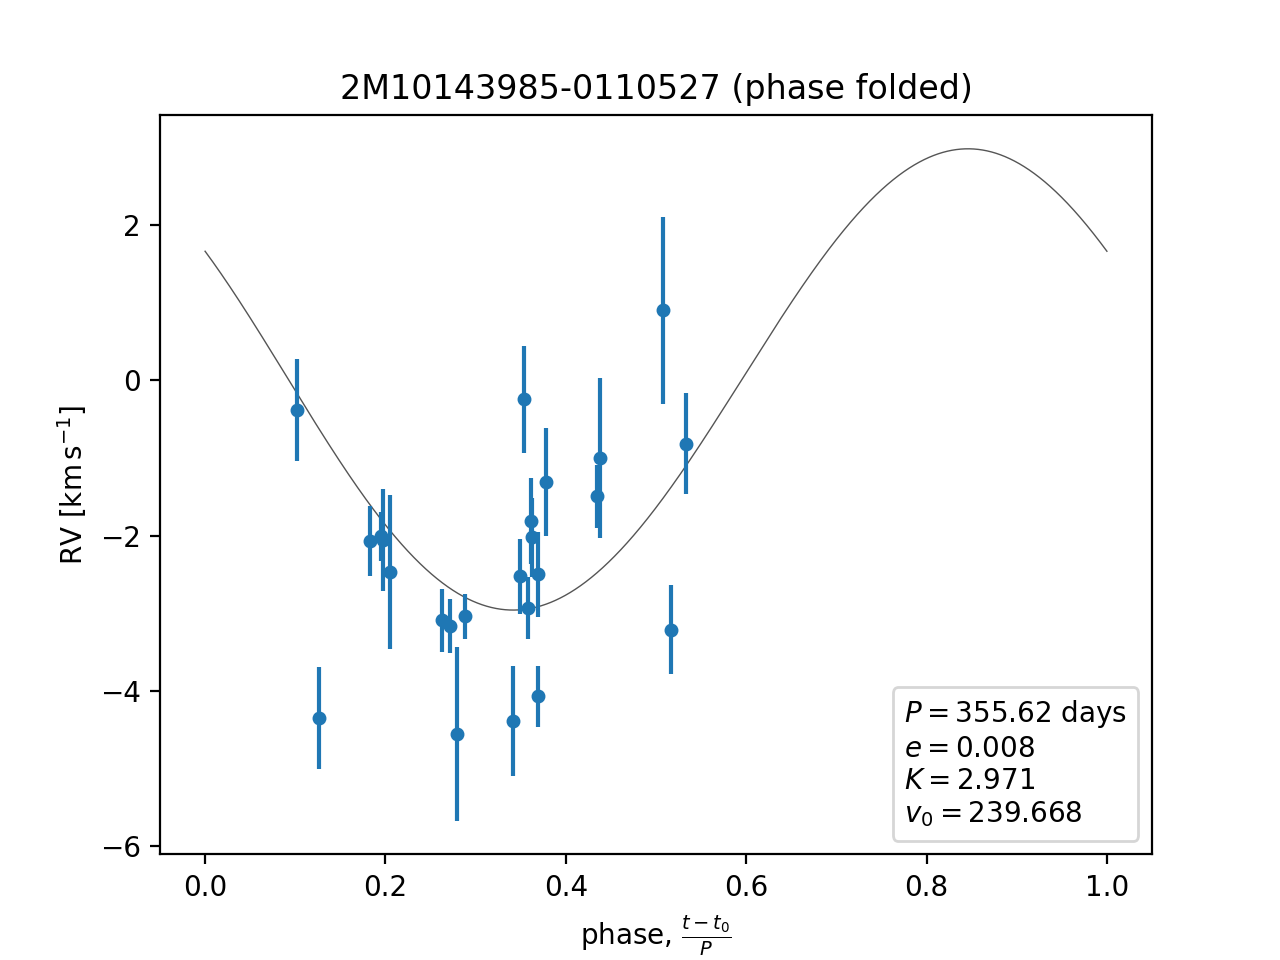 2M10143985-0110527 (phase folded)
RV [km s⁻¹]
2
0
−2
−4
−6
P = 355.62 days
e = 0.008
K = 2.971
v₀ = 239.668
0.0 0.2 0.4 0.6 0.8 1.0
phase, (t − t₀)/P